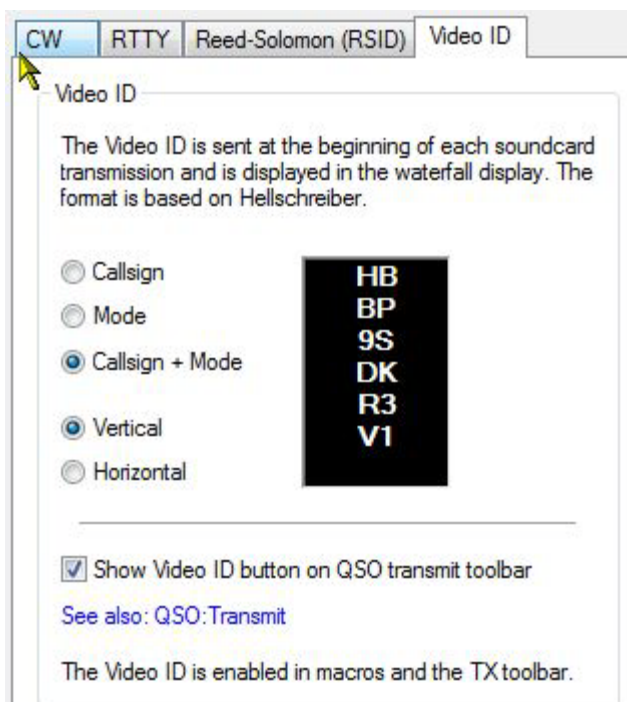 CW RTTY Reed-Solomon (RSID) Video ID
Video ID
The Video ID is sent at the beginning of each soundcard
transmission and is displayed in the waterfall display. The
format is based on Hellschreiber.
Callsign
Mode
Callsign + Mode
Vertical
Horizontal
HB
BP
9S
DK
R3
V1
Show Video ID button on QSO transmit toolbar
See also: QSO:Transmit
The Video ID is enabled in macros and the TX toolbar.